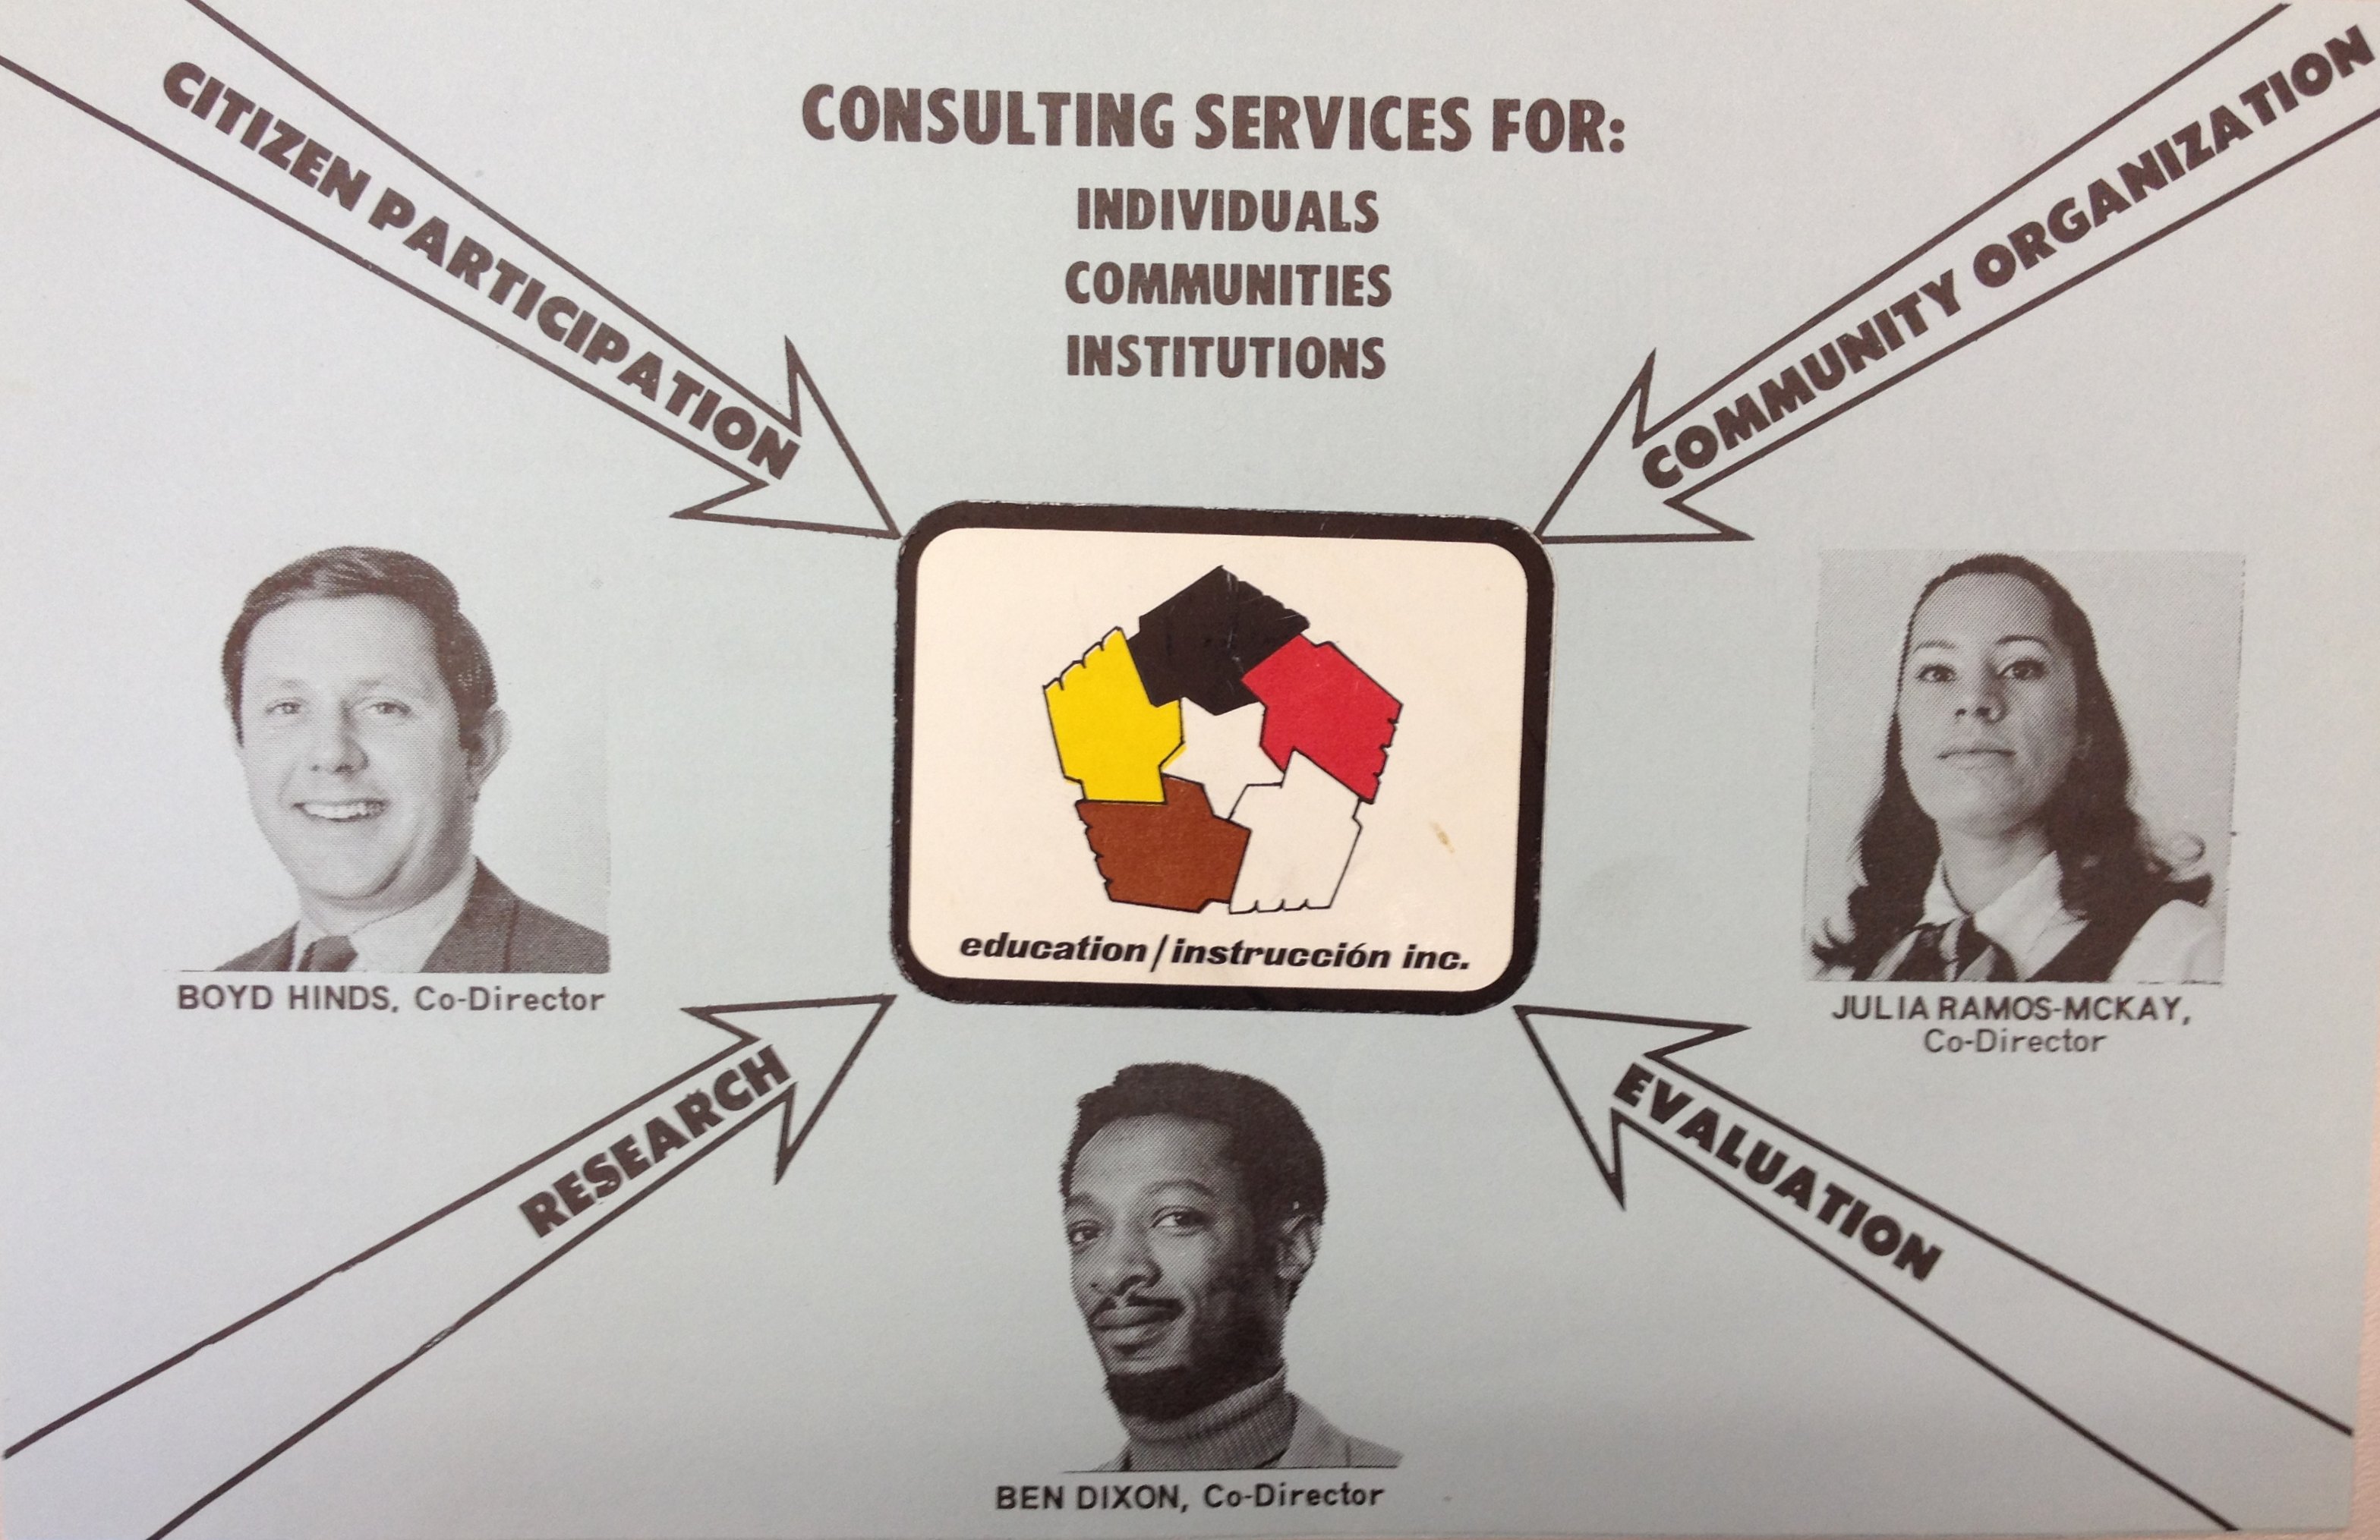 CONSULTING SERVICES FOR:
INDIVIDUALS
COMMUNITIES
INSTITUTIONS
CITIZEN PARTICIPATION
COMMUNITY ORGANIZATION
education/instrucción inc.
BOYD HINDS, Co-Director
JULIA RAMOS-MCKAY,
Co-Director
RESEARCH
EVALUATION
BEN DIXON, Co-Director